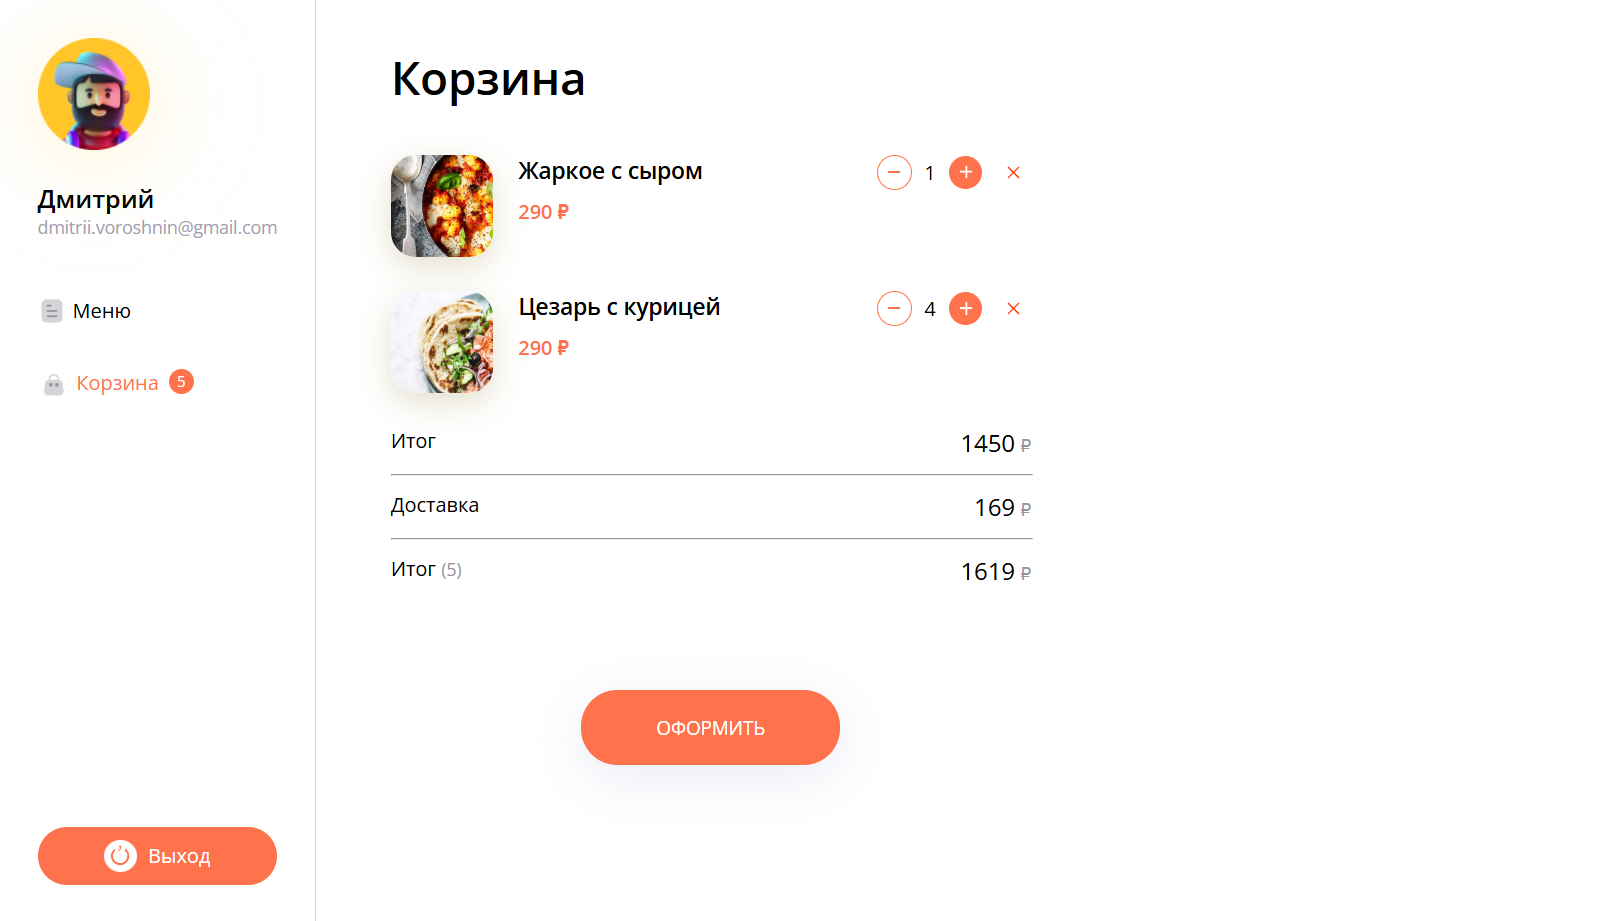 Дмитрий
dmitrii.voroshnin@gmail.com
Меню
Корзина 5
Выход
Корзина
Жаркое с сыром
1
290 ₽
Цезарь с курицей
4
290 ₽
Итог 1450 ₽
Доставка 169 ₽
Итог (5) 1619 ₽
ОФОРМИТЬ